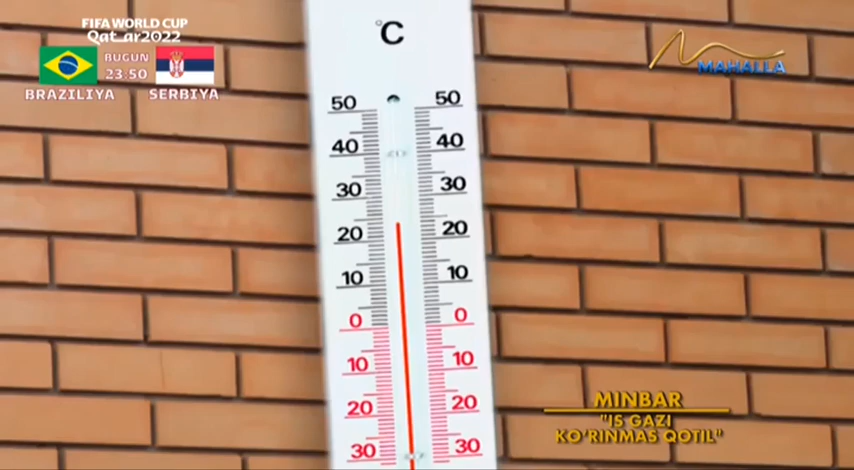 FIFA WORLD CUP
Qatar2022
BUGUN
23:50
BRAZILIYA
SERBIYA
MAHALLA
°C
50 50
40 40
30 30
20 20
10 10
0 0
10 10
20 20
30 30
MINBAR
"IS GAZI
KO'RINMAS QOTIL"